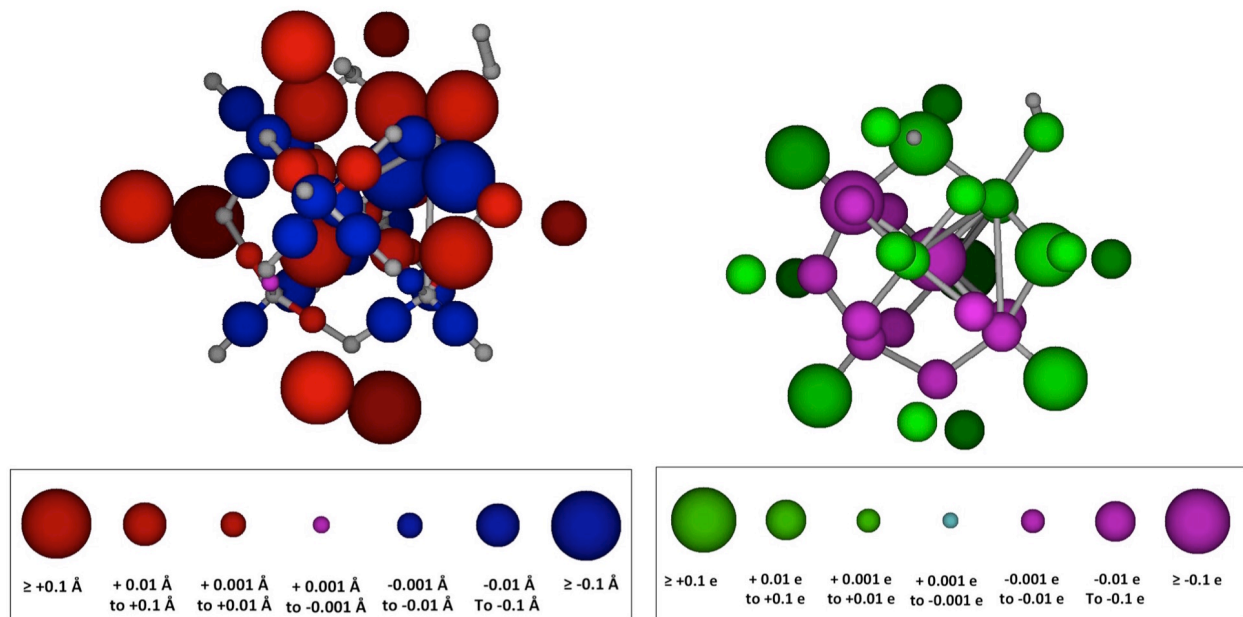 ≥ +0.1 Å
+ 0.01 Å
to +0.1 Å
+ 0.001 Å
to +0.01 Å
+ 0.001 Å
to -0.001 Å
-0.001 Å
to -0.01 Å
-0.01 Å
To -0.1 Å
≥ -0.1 Å
≥ +0.1 e
+ 0.01 e
to +0.1 e
+ 0.001 e
to +0.01 e
+ 0.001 e
to -0.001 e
-0.001 e
to -0.01 e
-0.01 e
To -0.1 e
≥ -0.1 e